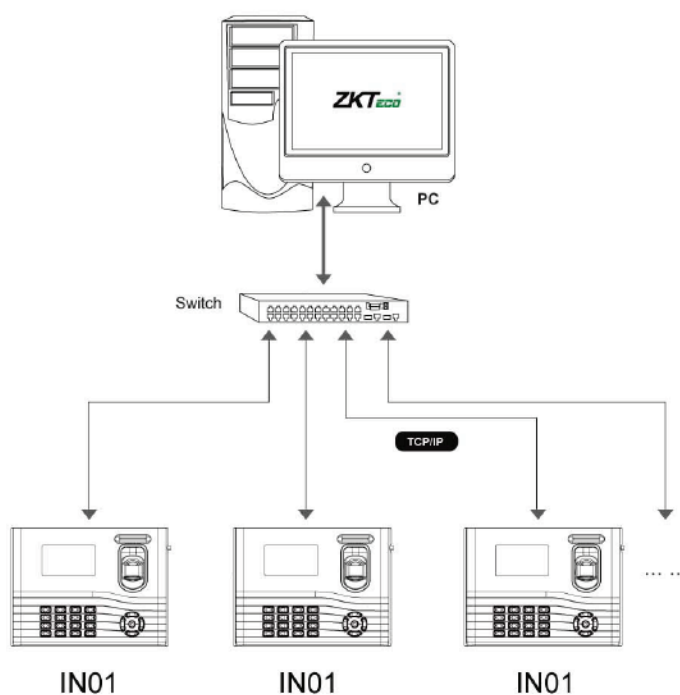 ZKTECO
PC
Switch
TCP/IP
... ...
IN01
IN01
IN01